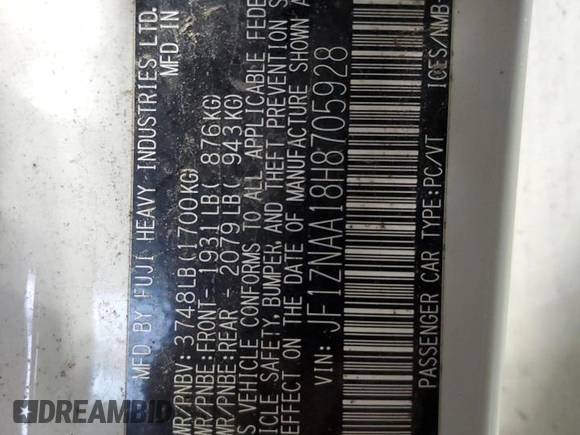 MFD. BY FUJI HEAVY INDUSTRIES LTD.
MFD IN
WR/PNBV: 3748LB(1700KG)
WR/PNBE:FRONT- 1931LB( 876KG)
WR/PNBE:REAR - 2079LB( 943KG)
S VEHICLE CONFORMS TO ALL APPLICABLE FEDE
ICLE SAFETY,BUMPER, AND THEFT PREVENTION S
EFFECT ON THE DATE OF MANUFACTURE SHOWN A
VIN: JF1ZNAA18H8705928
PASSENGER CAR TYPE:PC/VT ICES/NMB-
DREAMBID